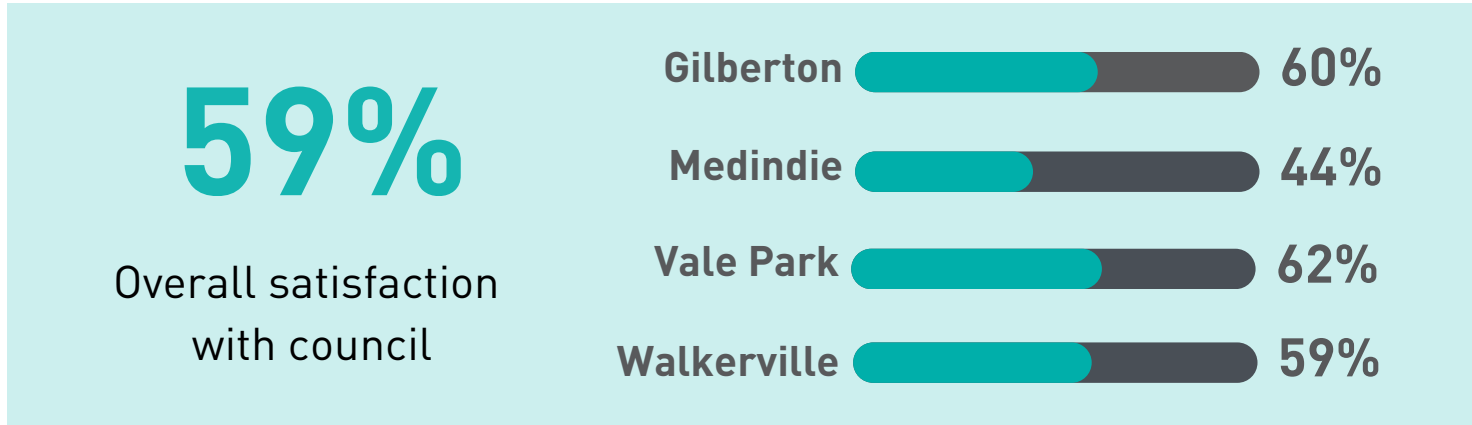 59%
Overall satisfaction
with council
Gilberton 60%
Medindie 44%
Vale Park 62%
Walkerville 59%